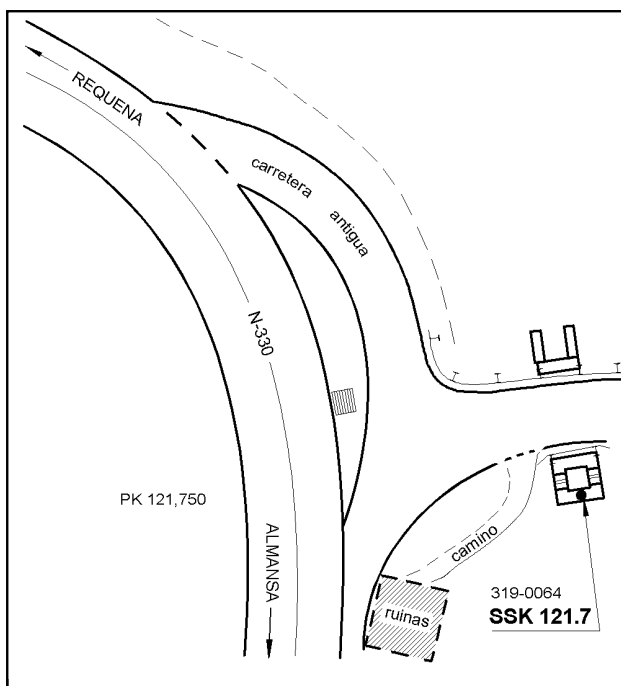 REQUENA
carretera
antigua
N-330
PK 121,750
ALMANSA
camino
ruinas
319-0064
SSK 121.7